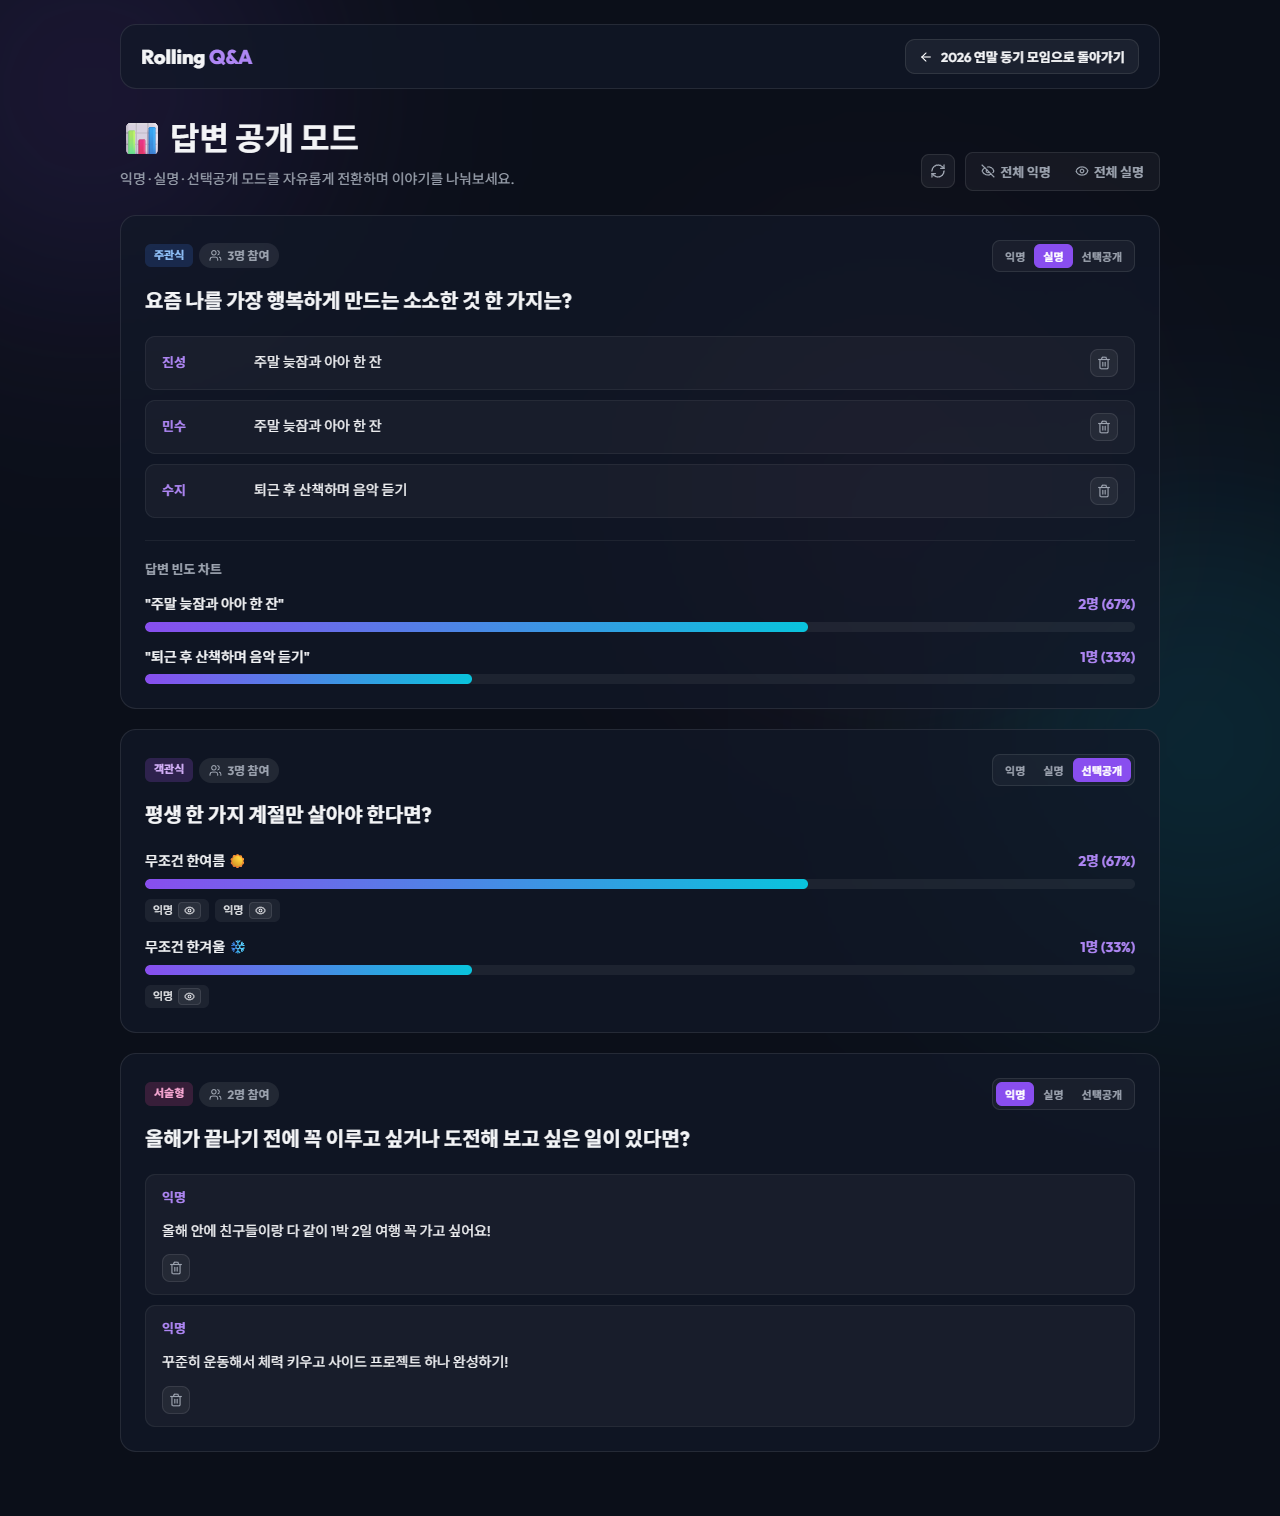 Rolling Q&A
2026 연말 동기 모임으로 돌아가기
📊 답변 공개 모드
익명·실명·선택공개 모드를 자유롭게 전환하며 이야기를 나눠보세요.
전체 익명 전체 실명
주관식 3명 참여
익명 실명 선택공개
요즘 나를 가장 행복하게 만드는 소소한 것 한 가지는?
진성 주말 늦잠과 아아 한 잔
민수 주말 늦잠과 아아 한 잔
수지 퇴근 후 산책하며 음악 듣기
답변 빈도 차트
"주말 늦잠과 아아 한 잔" 2명 (67%)
"퇴근 후 산책하며 음악 듣기" 1명 (33%)
객관식 3명 참여
익명 실명 선택공개
평생 한 가지 계절만 살아야 한다면?
무조건 한여름 ☀️ 2명 (67%)
익명 익명
무조건 한겨울 ❄️ 1명 (33%)
익명
서술형 2명 참여
익명 실명 선택공개
올해가 끝나기 전에 꼭 이루고 싶거나 도전해 보고 싶은 일이 있다면?
익명
올해 안에 친구들이랑 다 같이 1박 2일 여행 꼭 가고 싶어요!
익명
꾸준히 운동해서 체력 키우고 사이드 프로젝트 하나 완성하기!